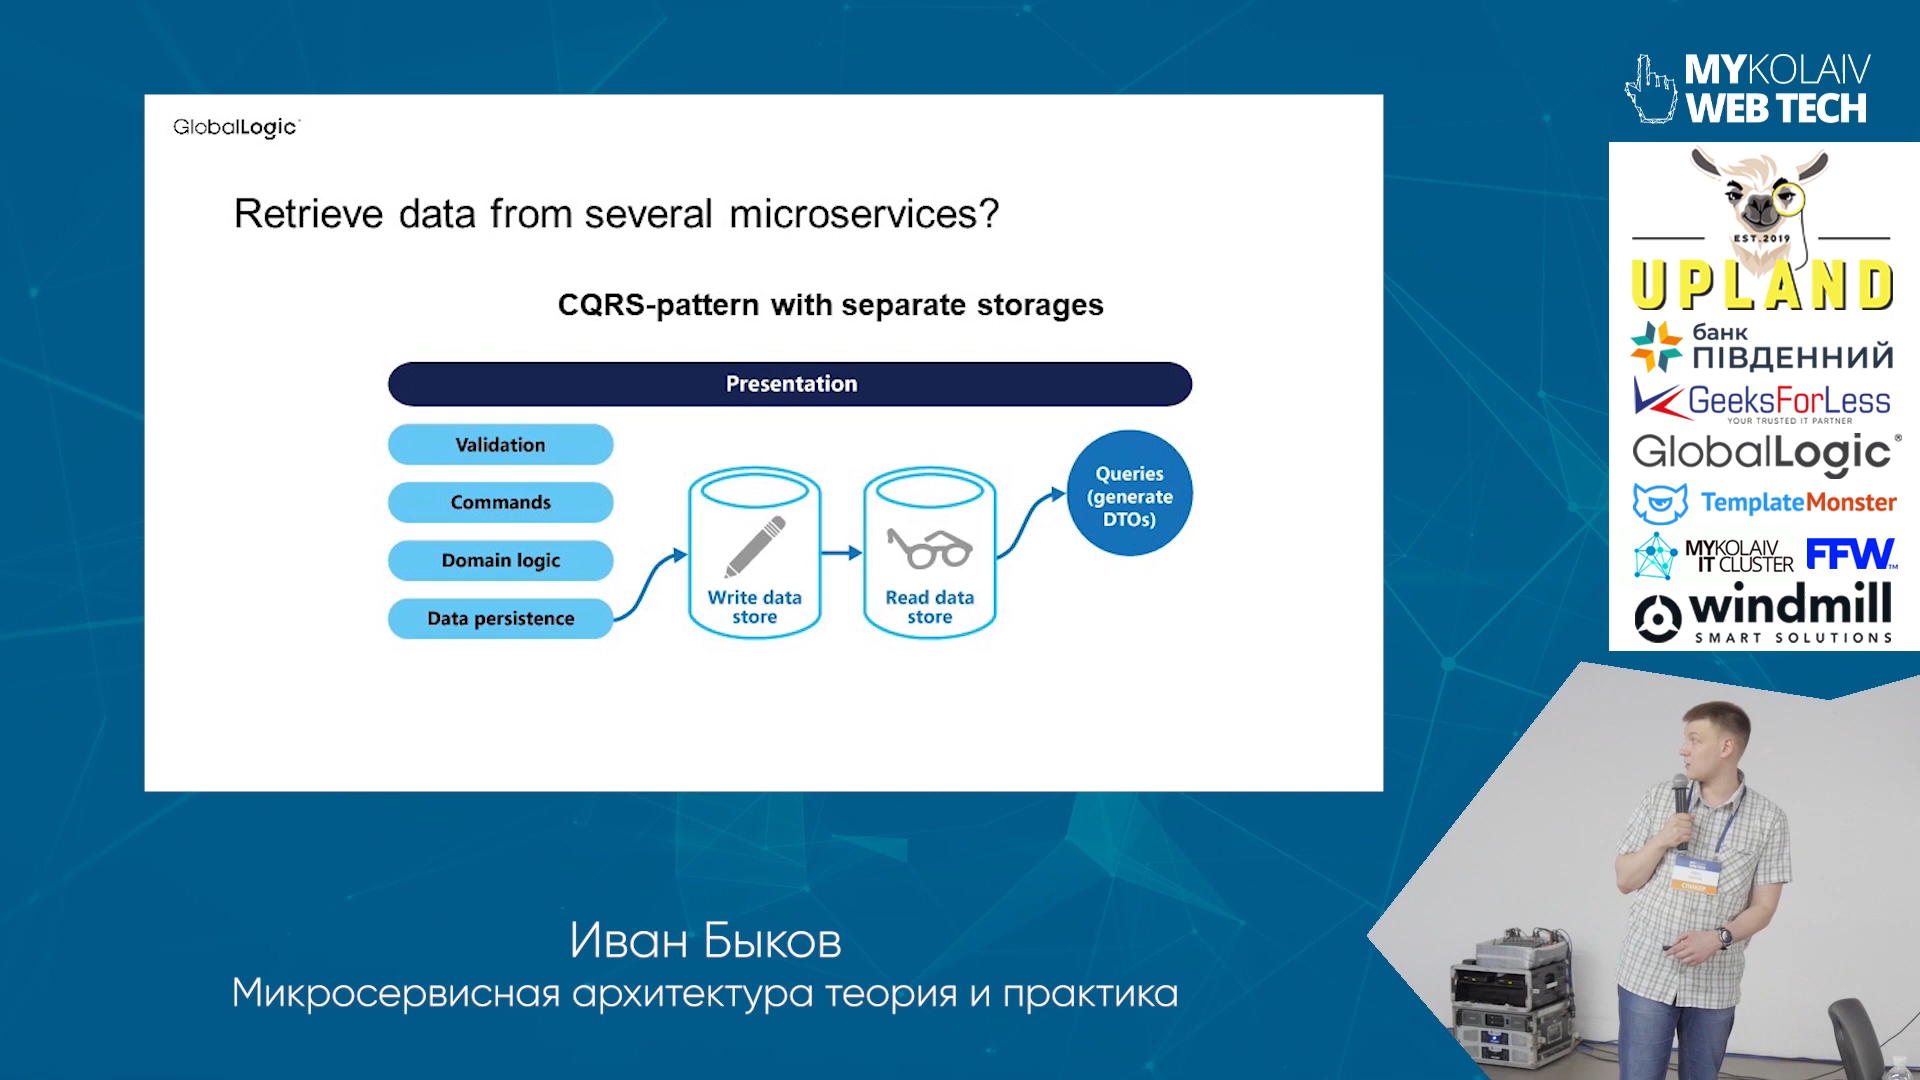 GlobalLogic
Retrieve data from several microservices?
CQRS-pattern with separate storages
Presentation
Validation
Commands
Domain logic
Data persistence
Write data
store
Read data
store
Queries
(generate
DTOs)
Иван Быков
Микросервисная архитектура теория и практика
MYKOLAIV
WEB TECH
EST. 2019
UPLAND
банк
ПІВДЕННИЙ
GeeksForLess
YOUR TRUSTED IT PARTNER
GlobalLogic®
TemplateMonster
MYKOLAIV
IT CLUSTER
FFW™
windmill
SMART SOLUTIONS
СПИКЕР